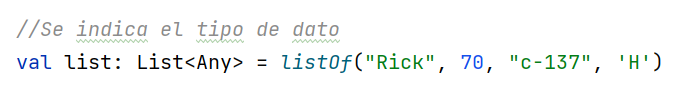 //Se indica el tipo de dato
val list: List<Any> = listOf("Rick", 70, "c-137", 'H')